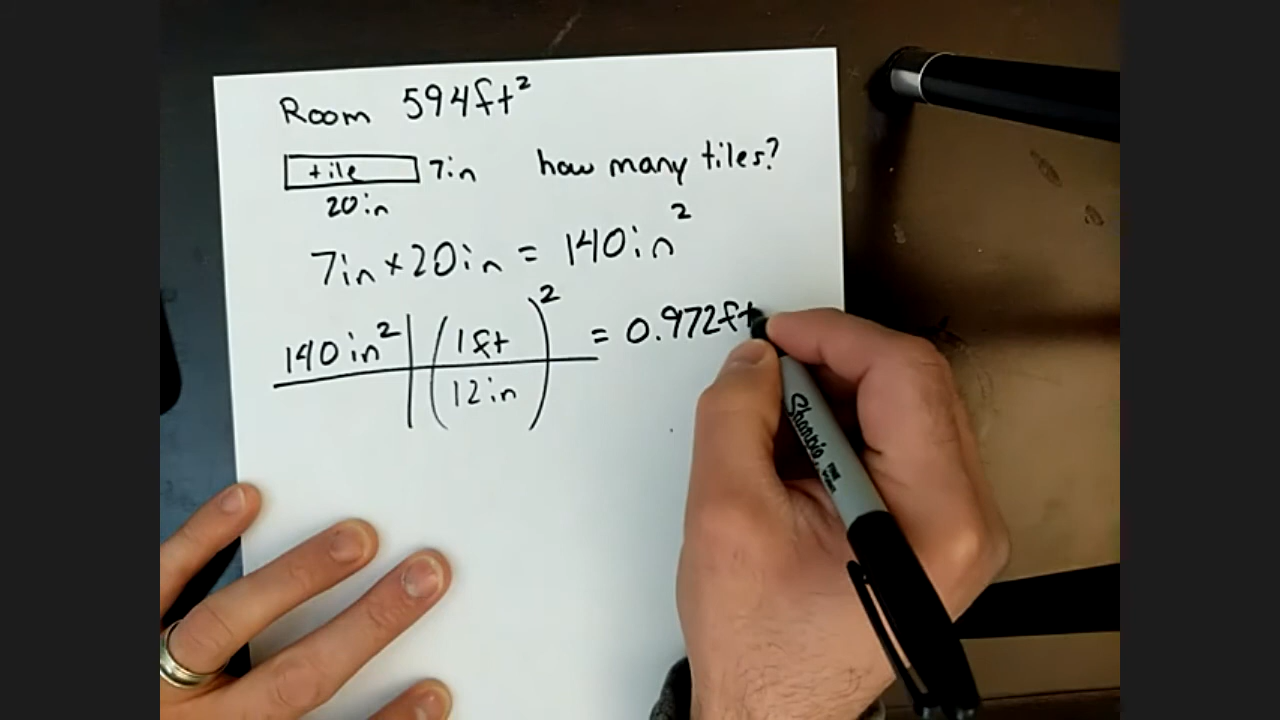 Room 594ft²
tile 7in how many tiles?
20in
7in × 20in = 140in²
140in² | (1ft / 12in)² = 0.972ft
Sharpie